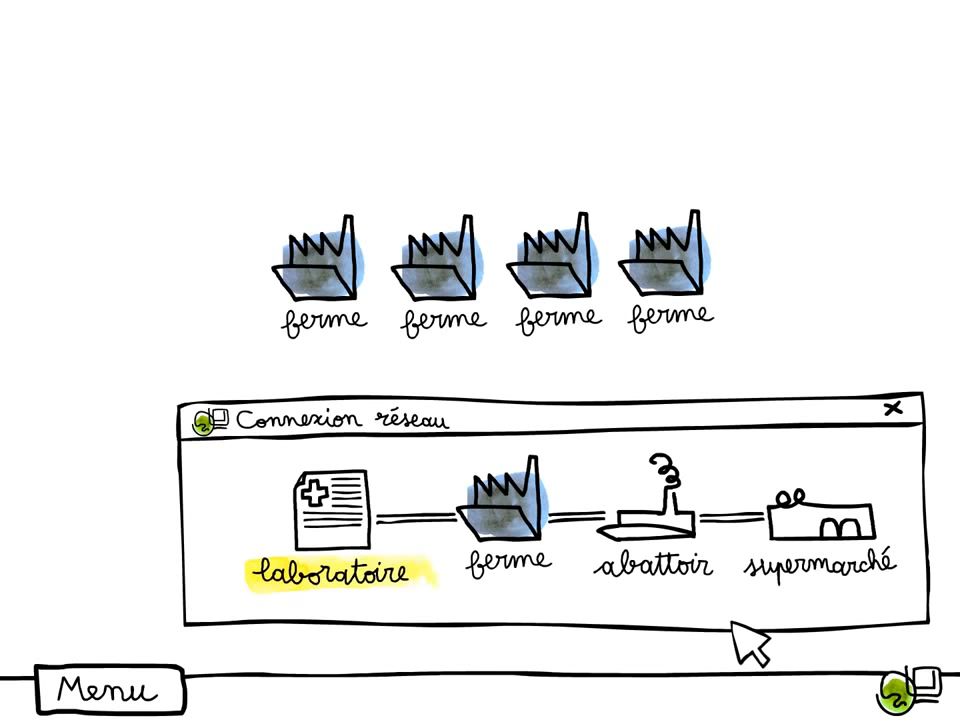 ferme ferme ferme ferme
Connexion réseau x
laboratoire ferme abattoir supermarché
Menu